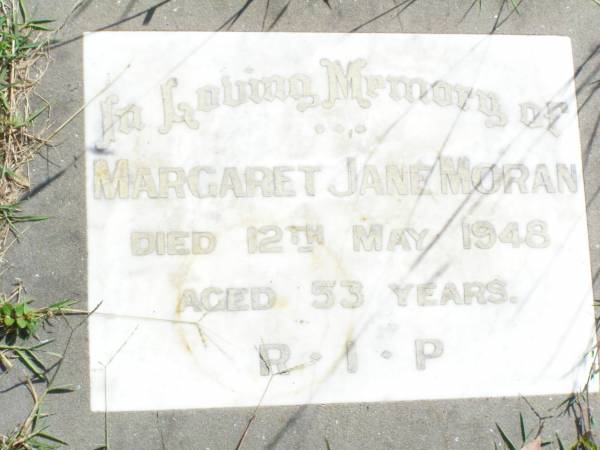 In Loving Memory of
MARGARET JANE MORAN
DIED 12TH MAY 1948
AGED 53 YEARS.
R · I · P